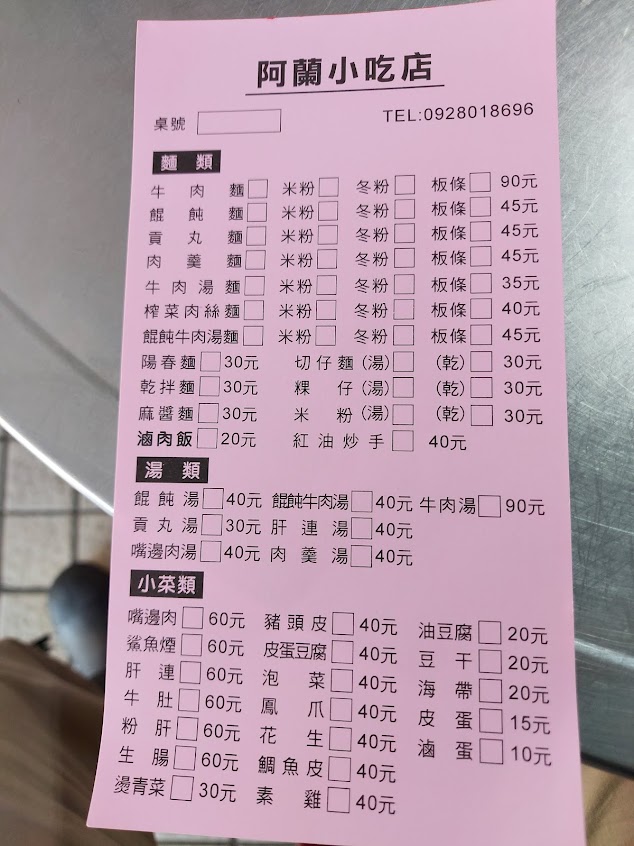 阿蘭小吃店
桌號 TEL:0928018696
麵類
牛肉麵 米粉 冬粉 板條 90元
餛飩麵 米粉 冬粉 板條 45元
貢丸麵 米粉 冬粉 板條 45元
肉羹麵 米粉 冬粉 板條 45元
牛肉湯麵 米粉 冬粉 板條 35元
榨菜肉絲麵 米粉 冬粉 板條 40元
餛飩牛肉湯麵 米粉 冬粉 板條 45元
陽春麵 30元 切仔麵(湯) (乾) 30元
乾拌麵 30元 粿仔(湯) (乾) 30元
麻醬麵 30元 米粉(湯) (乾) 30元
滷肉飯 20元 紅油炒手 40元
湯類
餛飩湯 40元 餛飩牛肉湯 40元 牛肉湯 90元
貢丸湯 30元 肝連湯 40元
嘴邊肉湯 40元 肉羹湯 40元
小菜類
嘴邊肉 60元 豬頭皮 40元 油豆腐 20元
鯊魚煙 60元 皮蛋豆腐 40元 豆干 20元
肝連 60元 泡菜 40元 海帶 20元
牛肚 60元 鳳爪 40元 皮蛋 15元
粉肝 60元 花生 40元 滷蛋 10元
生腸 60元 鯛魚皮 40元
燙青菜 30元 素雞 40元